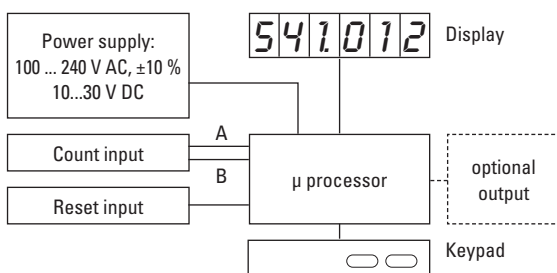 Power supply:
100 ... 240 V AC, ±10 %
10...30 V DC
541.012
Display
Count input
A
B
Reset input
µ processor
optional
output
Keypad